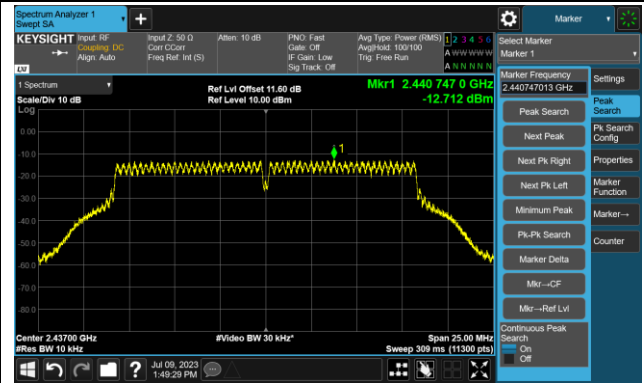 Spectrum Analyzer 1
Swept SA
Marker
KEYSIGHT
Input: RF
Coupling: DC
Align: Auto
Input Z: 50 Ω
Corr CCorr
Freq Ref: Int (S)
Atten: 10 dB
PNO: Fast
Gate: Off
IF Gain: Low
Sig Track: Off
Avg Type: Power (RMS)
Avg|Hold: 100/100
Trig: Free Run
1 2 3 4 5 6
A W W W W W
A N N N N N
LXI
Select Marker
Marker 1
1 Spectrum
Scale/Div 10 dB
Log
Ref Lvl Offset 11.60 dB
Ref Level 10.00 dBm
Mkr1 2.440 747 0 GHz
-12.712 dBm
1
0.00
-10.0
-20.0
-30.0
-40.0
-50.0
-60.0
-70.0
-80.0
Center 2.43700 GHz
#Res BW 10 kHz
#Video BW 30 kHz*
Span 25.00 MHz
Sweep 309 ms (11300 pts)
Marker Frequency
2.440747013 GHz
Peak Search
Next Peak
Next Pk Right
Next Pk Left
Minimum Peak
Pk-Pk Search
Marker Delta
Mkr→CF
Mkr→Ref Lvl
Continuous Peak
Search
On
Off
Settings
Peak
Search
Pk Search
Config
Properties
Marker
Function
Marker→
Counter
?
Jul 09, 2023
1:49:29 PM